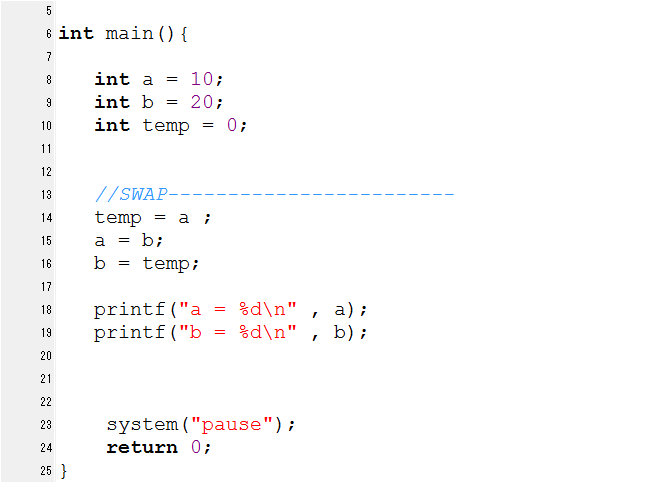 5
6 int main(){
7
8 int a = 10;
9 int b = 20;
10 int temp = 0;
11
12
13 //SWAP------------------------
14 temp = a ;
15 a = b;
16 b = temp;
17
18 printf("a = %d\n" , a);
19 printf("b = %d\n" , b);
20
21
22
23 system("pause");
24 return 0;
25 }